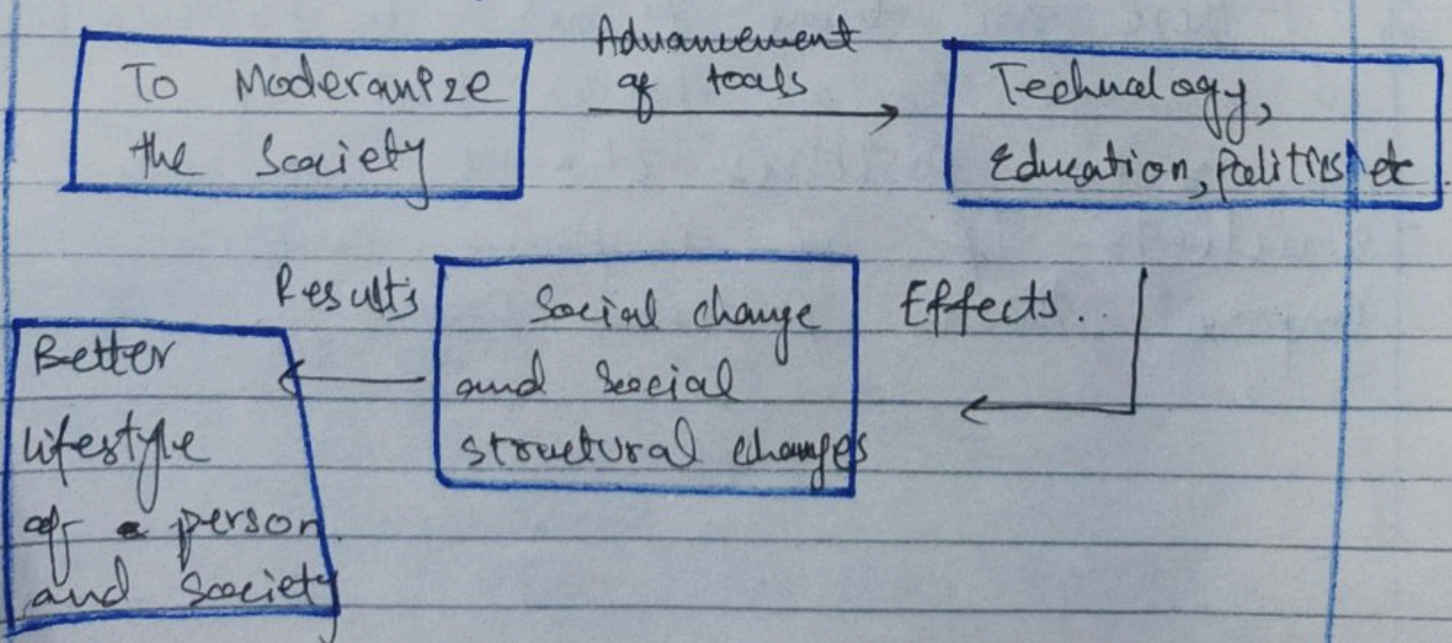 To Moderanize
the Society
Advancement
of tools
Technology,
Education, Politics etc
Effects..
Social change
and Social
structural changes
Results
Better
lifestyle
of a person
and Society